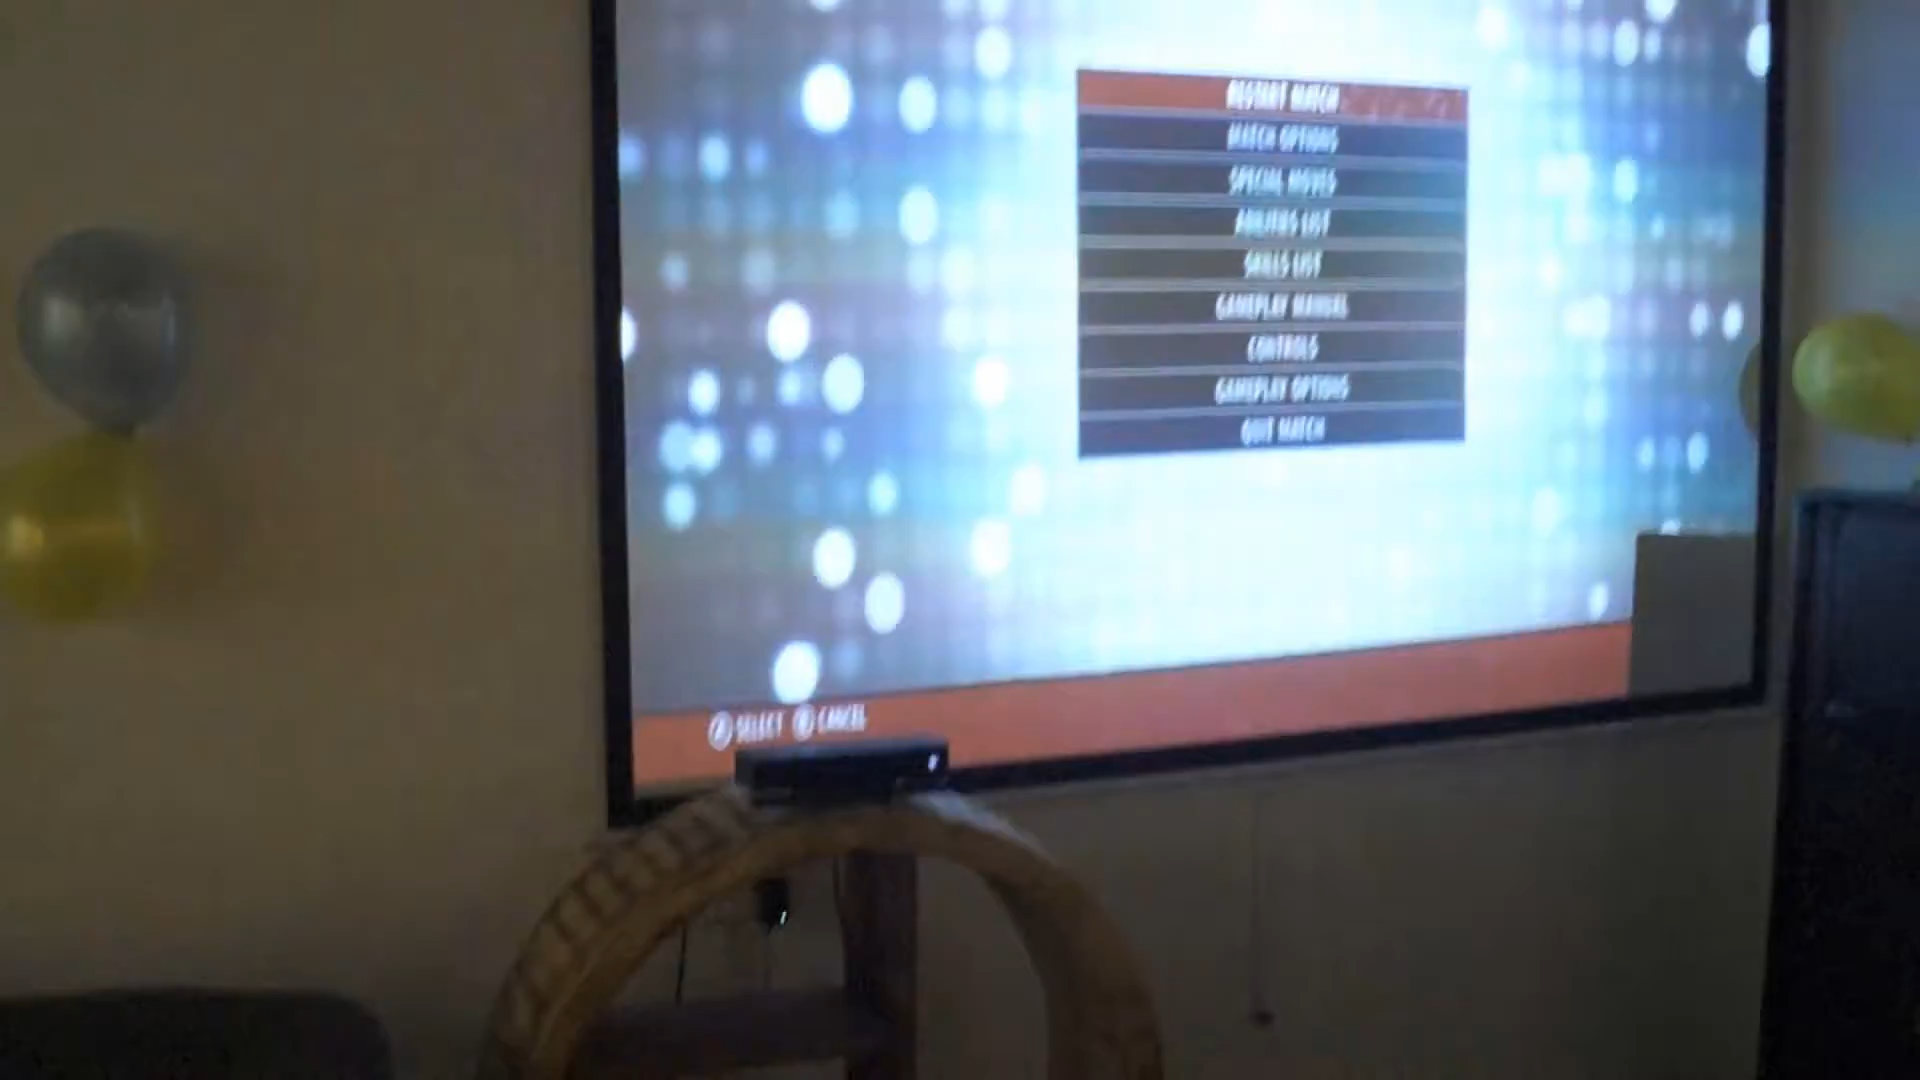 RESTART MATCH
MATCH OPTIONS
SPECIAL MOVES
ABILITIES LIST
SKILLS LIST
GAMEPLAY MANUAL
CONTROLS
GAMEPLAY OPTIONS
QUIT MATCH
A SELECT B CANCEL